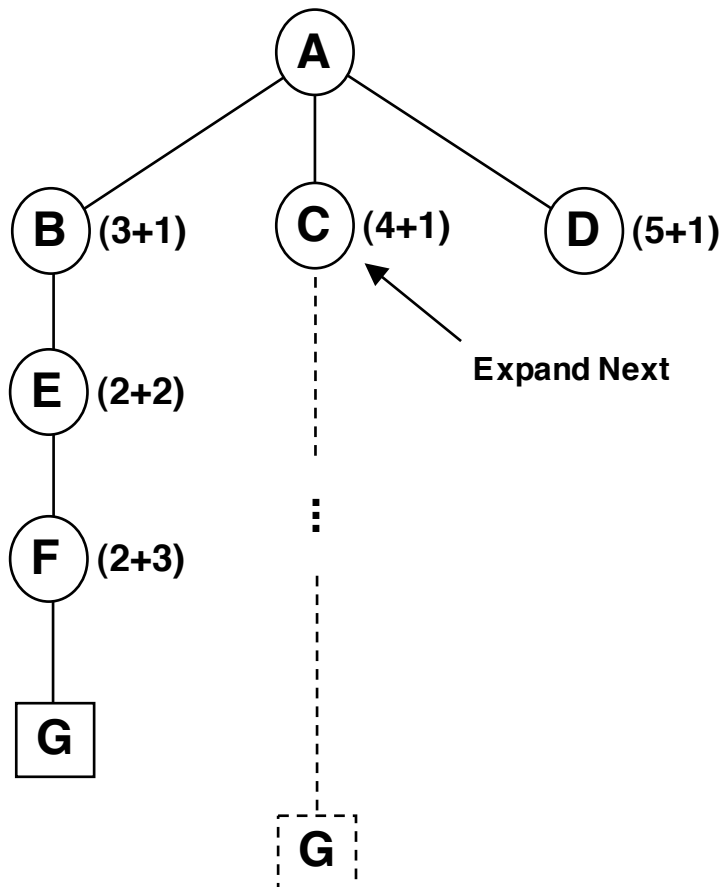 A
B (3+1)
C (4+1)
D (5+1)
Expand Next
E (2+2)
F (2+3)
G
G